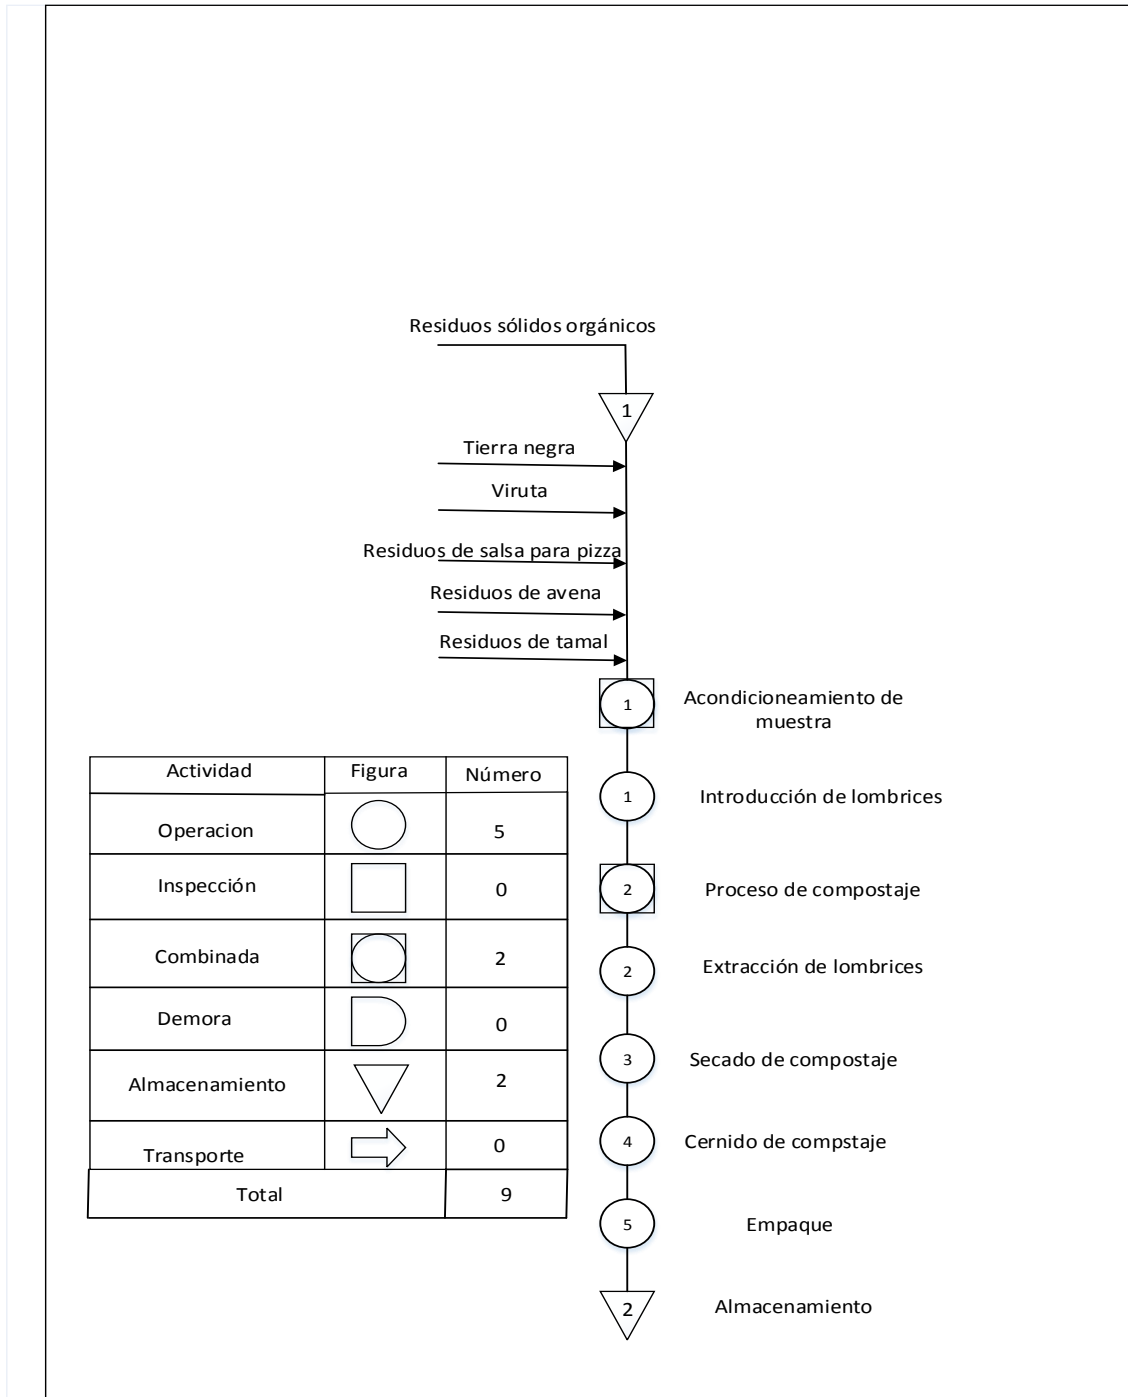 Residuos sólidos orgánicos
1
Tierra negra
Viruta
Residuos de salsa para pizza
Residuos de avena
Residuos de tamal
1
Acondicioneamiento de
muestra
1
Introducción de lombrices
2
Proceso de compostaje
2
Extracción de lombrices
3
Secado de compostaje
4
Cernido de compstaje
5
Empaque
2
Almacenamiento
Actividad Figura Número
Operacion 5
Inspección 0
Combinada 2
Demora 0
Almacenamiento 2
Transporte 0
Total 9